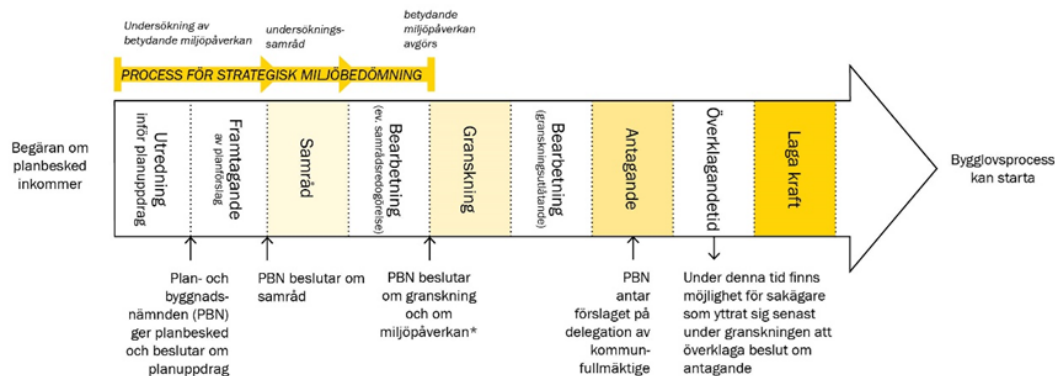 Undersökning av
betydande miljöpåverkan
undersöknings-
samråd
betydande
miljöpåverkan
avgörs
PROCESS FÖR STRATEGISK MILJÖBEDÖMNING
Begäran om
planbesked
inkommer
Utredning
inför planuppdrag
Framtagande
av planförslag
Samråd
Bearbetning
(ev. samrådsredogörelse)
Granskning
Bearbetning
(granskningsutlåtande)
Antagande
Överklagandetid
Laga kraft
Bygglovsprocess
kan starta
Plan- och
byggnads-
nämnden (PBN)
ger planbesked
och beslutar om
planuppdrag
PBN beslutar om
samråd
PBN beslutar
om granskning
och om
miljöpåverkan*
PBN
antar
förslaget på
delegation av
kommun-
fullmäktige
Under denna tid finns
möjlighet för sakägare
som yttrat sig senast
under granskningen att
överklaga beslut om
antagande